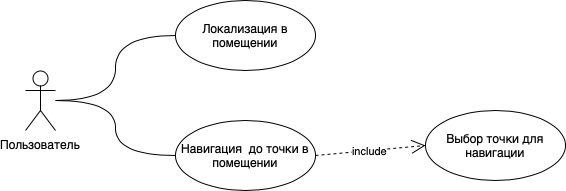 Локализация в
помещении
Пользователь
Навигация  до точки в
помещении
include
Выбор точки для
навигации